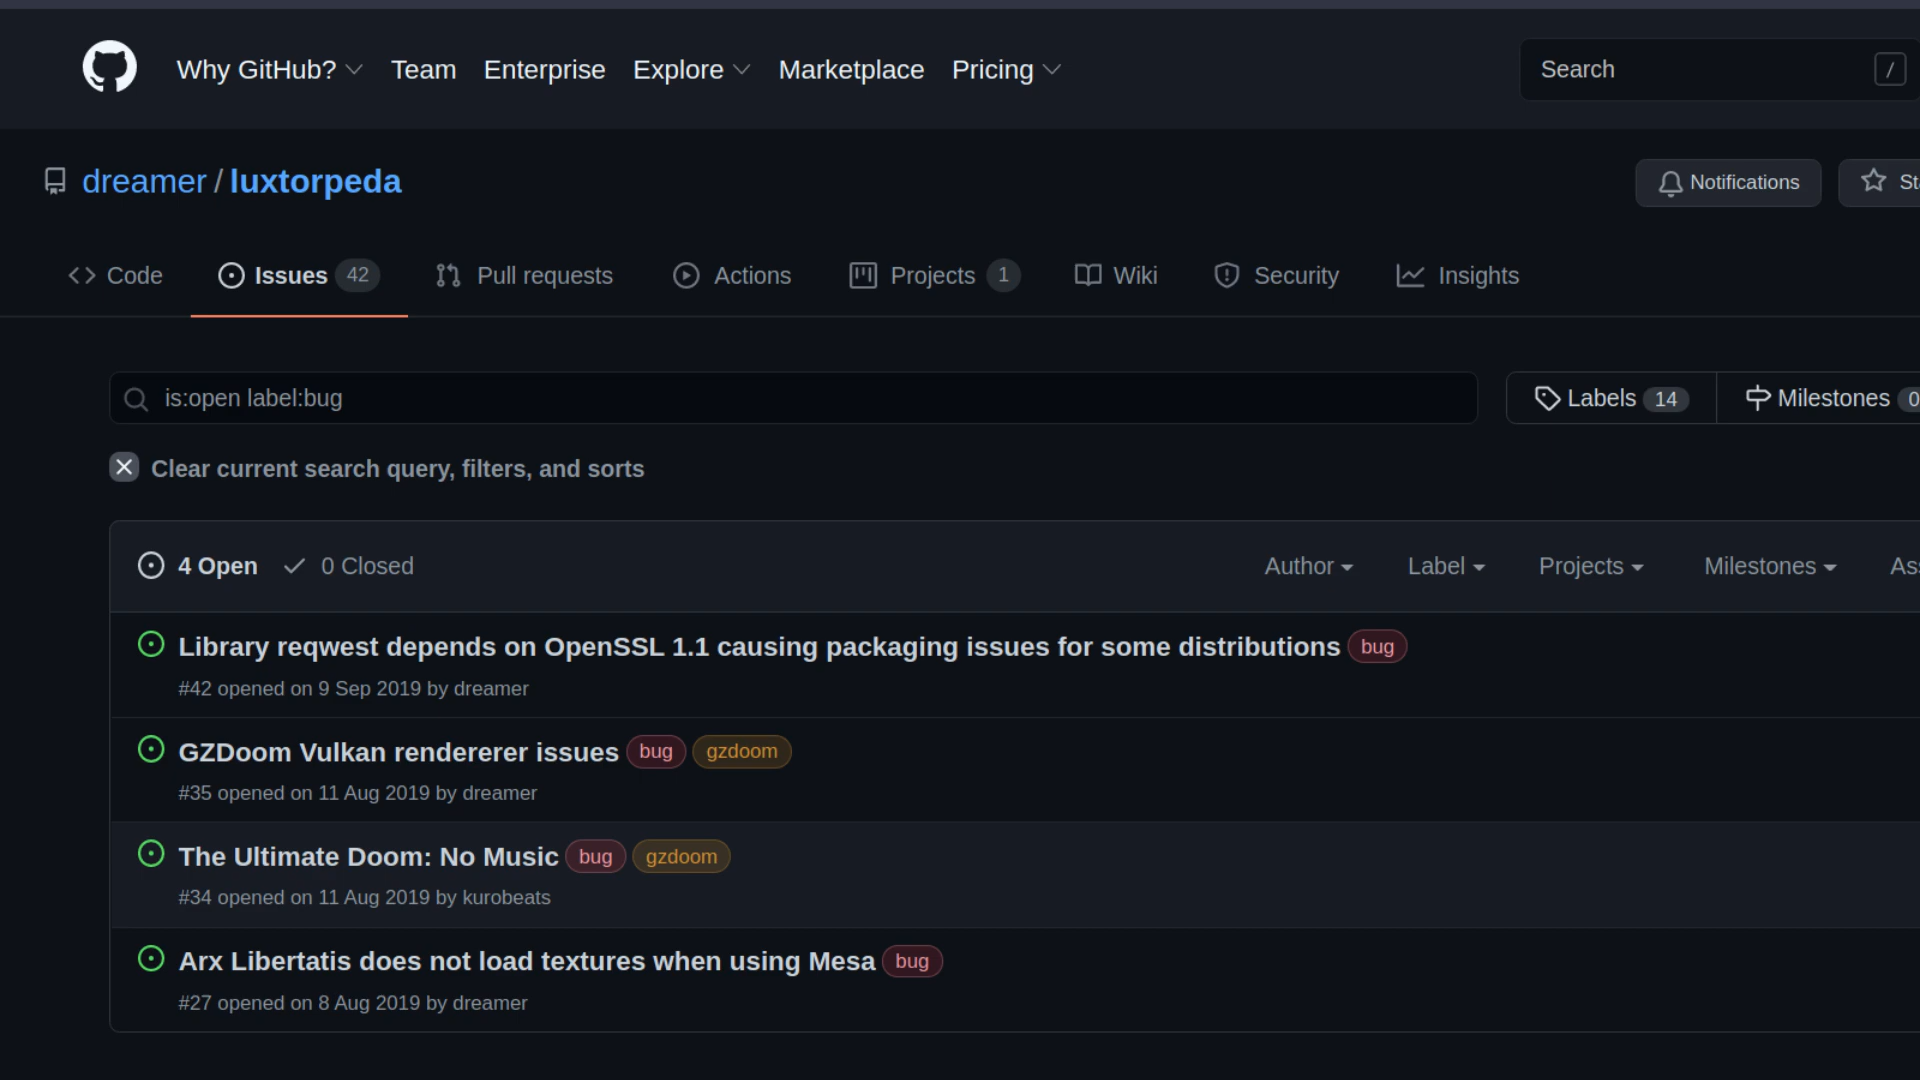 Why GitHub? Team Enterprise Explore Marketplace Pricing Search /
dreamer / luxtorpeda Notifications
Code Issues 42 Pull requests Actions Projects 1 Wiki Security Insights
is:open label:bug Labels 14 Milestones 0
Clear current search query, filters, and sorts
4 Open 0 Closed Author Label Projects Milestones
Library reqwest depends on OpenSSL 1.1 causing packaging issues for some distributions bug
#42 opened on 9 Sep 2019 by dreamer
GZDoom Vulkan rendererer issues bug gzdoom
#35 opened on 11 Aug 2019 by dreamer
The Ultimate Doom: No Music bug gzdoom
#34 opened on 11 Aug 2019 by kurobeats
Arx Libertatis does not load textures when using Mesa bug
#27 opened on 8 Aug 2019 by dreamer